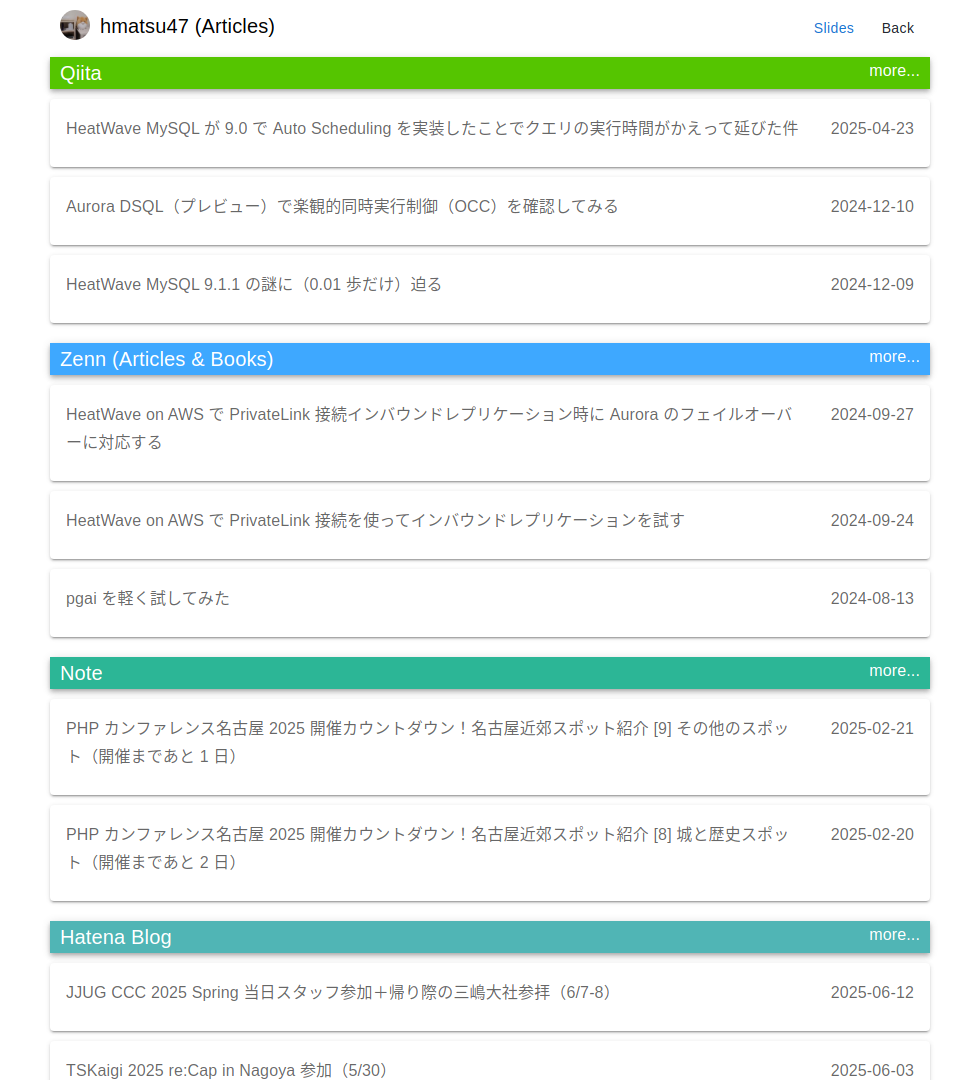 hmatsu47 (Articles)
Slides
Back
Qiita
more...
HeatWave MySQL が 9.0 で Auto Scheduling を実装したことでクエリの実行時間がかえって延びた件
2025-04-23
Aurora DSQL（プレビュー）で楽観的同時実行制御（OCC）を確認してみる
2024-12-10
HeatWave MySQL 9.1.1 の謎に（0.01 歩だけ）迫る
2024-12-09
Zenn (Articles & Books)
more...
HeatWave on AWS で PrivateLink 接続インバウンドレプリケーション時に Aurora のフェイルオーバ
ーに対応する
2024-09-27
HeatWave on AWS で PrivateLink 接続を使ってインバウンドレプリケーションを試す
2024-09-24
pgai を軽く試してみた
2024-08-13
Note
more...
PHP カンファレンス名古屋 2025 開催カウントダウン！名古屋近郊スポット紹介 [9] その他のスポッ
ト（開催まであと 1 日）
2025-02-21
PHP カンファレンス名古屋 2025 開催カウントダウン！名古屋近郊スポット紹介 [8] 城と歴史スポッ
ト（開催まであと 2 日）
2025-02-20
Hatena Blog
more...
JJUG CCC 2025 Spring 当日スタッフ参加＋帰り際の三嶋大社参拝（6/7-8）
2025-06-12
TSKaigi 2025 re:Cap in Nagoya 参加（5/30）
2025-06-03